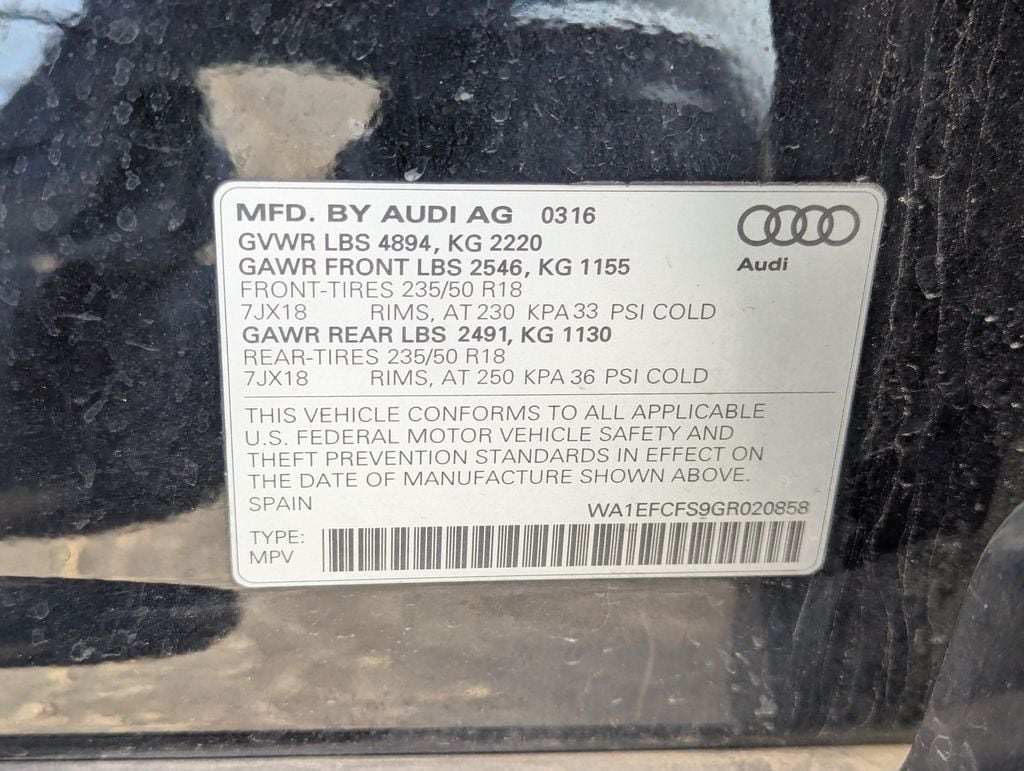 MFD. BY AUDI AG 0316
GVWR LBS 4894, KG 2220
GAWR FRONT LBS 2546, KG 1155
FRONT-TIRES 235/50 R18
7JX18 RIMS, AT 230 KPA 33 PSI COLD
GAWR REAR LBS 2491, KG 1130
REAR-TIRES 235/50 R18
7JX18 RIMS, AT 250 KPA 36 PSI COLD
Audi
THIS VEHICLE CONFORMS TO ALL APPLICABLE
U.S. FEDERAL MOTOR VEHICLE SAFETY AND
THEFT PREVENTION STANDARDS IN EFFECT ON
THE DATE OF MANUFACTURE SHOWN ABOVE.
SPAIN WA1EFCFS9GR020858
TYPE:
MPV